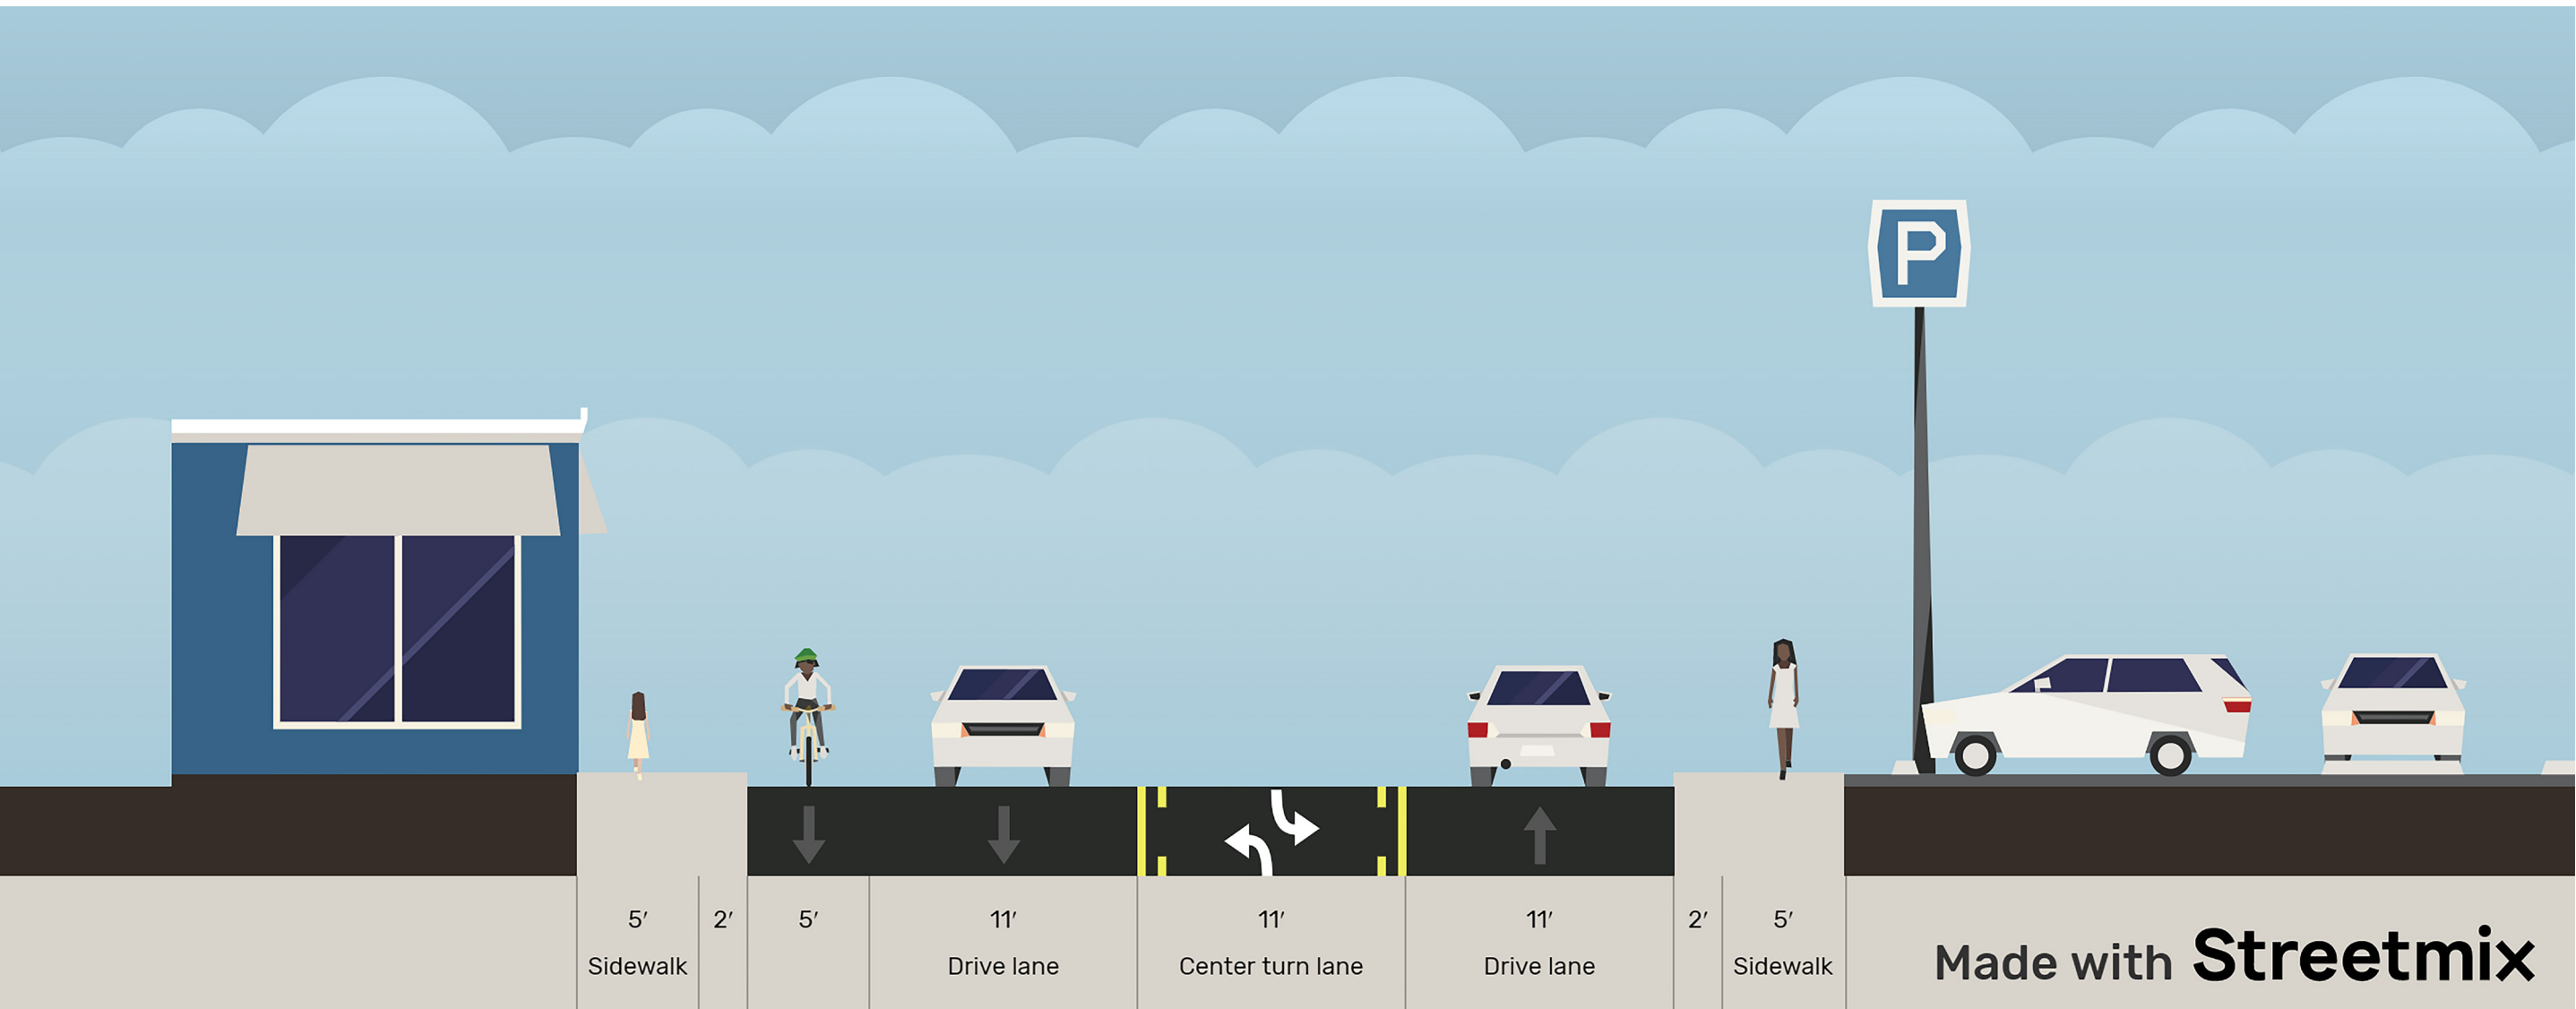 P
5′ 2′ 5′ 11′ 11′ 11′ 2′ 5′
Sidewalk Drive lane Center turn lane Drive lane Sidewalk
Made with Streetmix